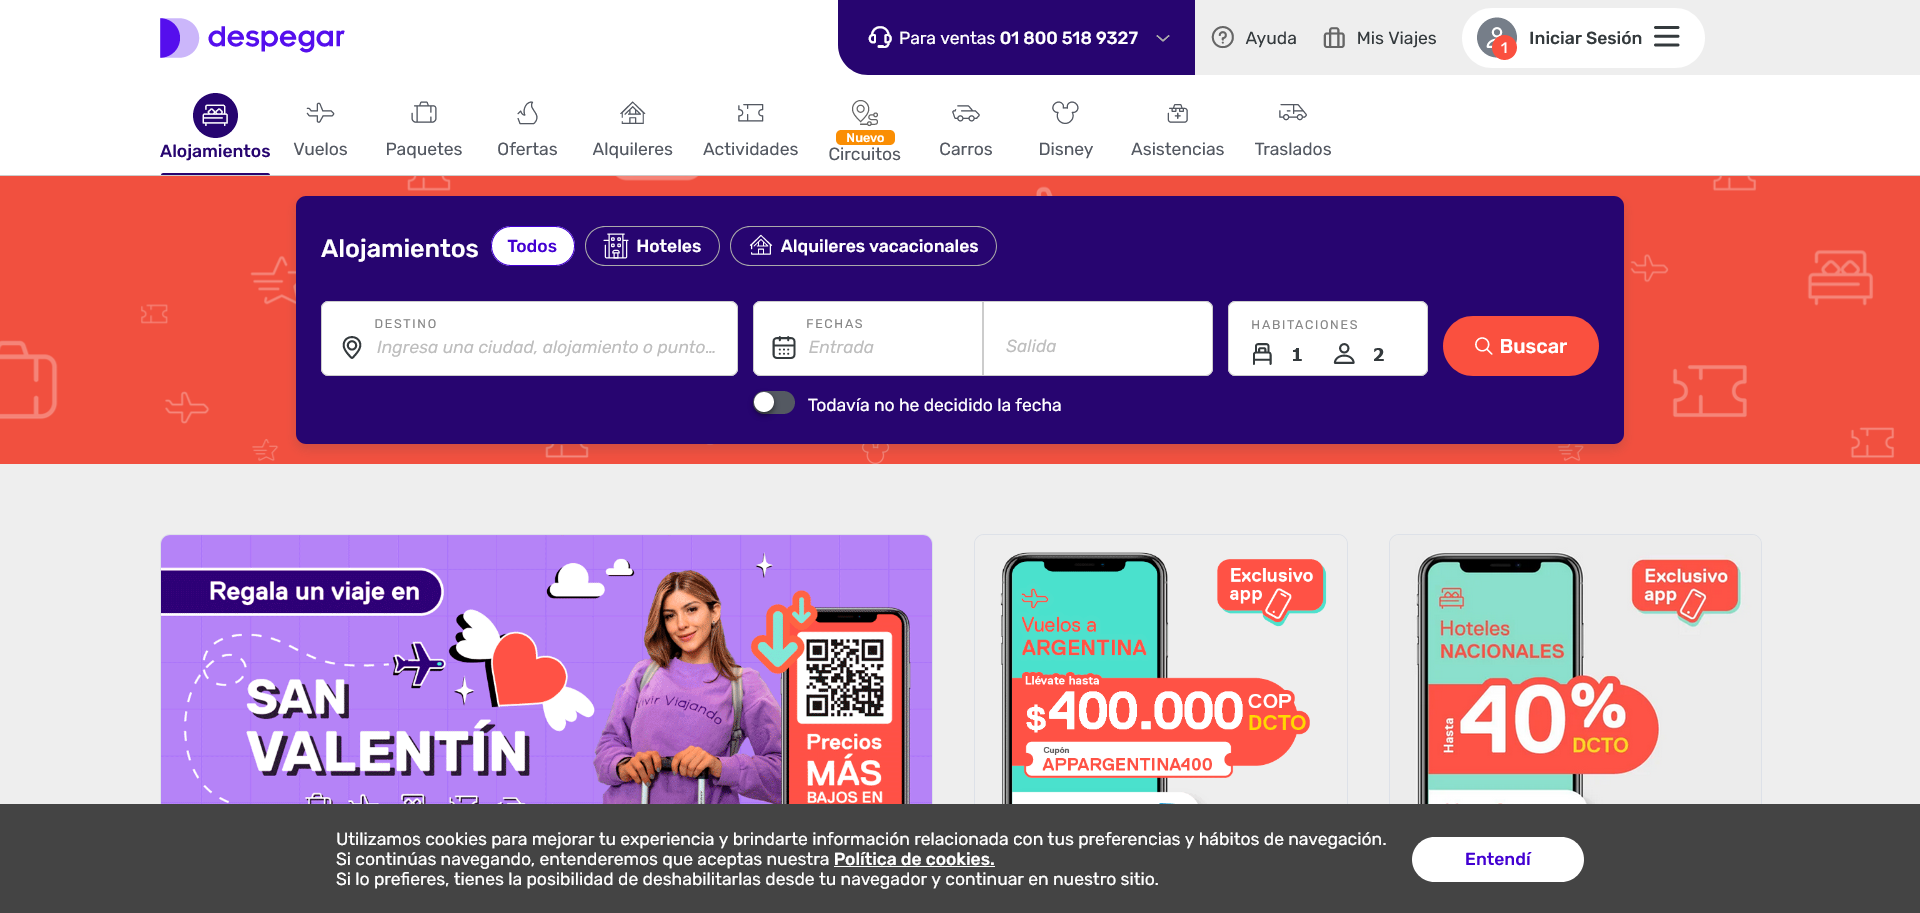 despegar
Para ventas 01 800 518 9327
Ayuda
Mis Viajes
1
Iniciar Sesión
Alojamientos
Vuelos
Paquetes
Ofertas
Alquileres
Actividades
Nuevo
Circuitos
Carros
Disney
Asistencias
Traslados
Alojamientos
Todos
Hoteles
Alquileres vacacionales
DESTINO
Ingresa una ciudad, alojamiento o punto...
FECHAS
Entrada
Salida
HABITACIONES
1
2
Buscar
Todavía no he decidido la fecha
Regala un viaje en
SAN
VALENTÍN
Vivir Viajando
Precios
MÁS
BAJOS EN
Exclusivo
app
Vuelos a
ARGENTINA
Llévate hasta
$400.000 COP
DCTO
Cupón
APPARGENTINA400
Exclusivo
app
Hoteles
NACIONALES
Hasta
40%
DCTO
Utilizamos cookies para mejorar tu experiencia y brindarte información relacionada con tus preferencias y hábitos de navegación.
Si continúas navegando, entenderemos que aceptas nuestra Política de cookies.
Si lo prefieres, tienes la posibilidad de deshabilitarlas desde tu navegador y continuar en nuestro sitio.
Entendí